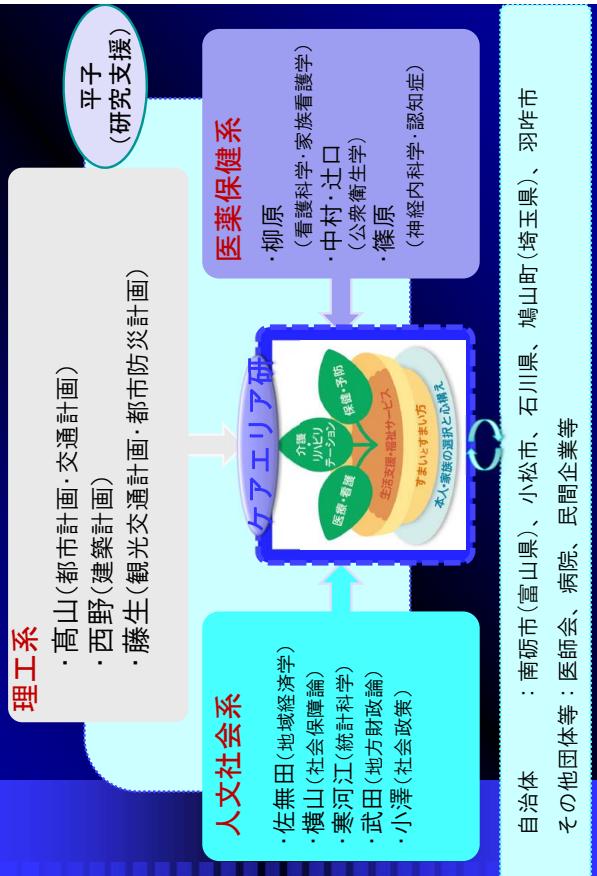 理工系
・髙山(都市計画・交通計画)
・西野(建築計画)
・藤生(観光交通計画・都市防災計画)
平子
(研究支援)
人文社会系
・佐無田(地域経済学)
・横山(社会保障論)
・寒河江(統計科学)
・武田(地方財政論)
・小澤(社会政策)
ケアエリア研
医療・看護
介護・
リハビリ
テーション
保健・予防
生活支援・福祉サービス
すまいとすまい方
本人・家族の選択と心構え
医薬保健系
・柳原
(看護科学・家族看護学)
・中村・辻口
(公衆衛生学)
・篠原
(神経内科学・認知症)
自治体 :南砺市(富山県)、小松市、石川県、鳩山町(埼玉県)、羽咋市
その他団体等:医師会、病院、民間企業等